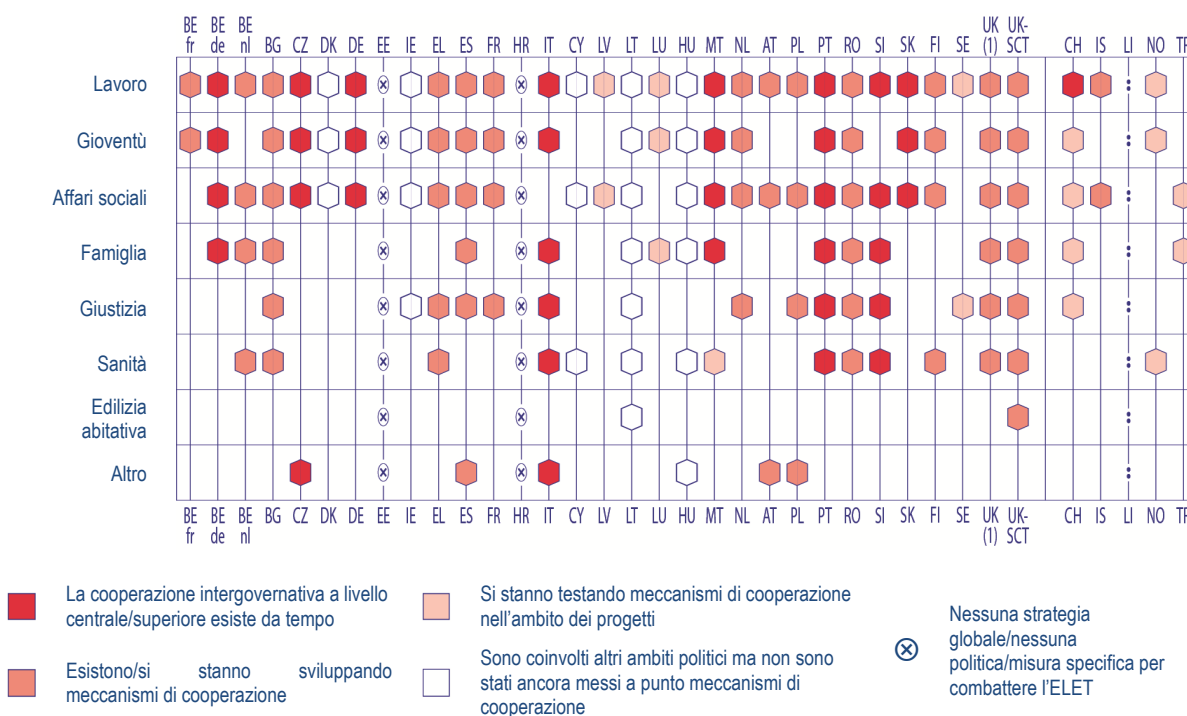 BE BE BE UK UK-
fr de nl BG CZ DK DE EE IE EL ES FR HR IT CY LV LT LU HU MT NL AT PL PT RO SI SK FI SE (1) SCT CH IS LI NO TR
Lavoro
Gioventù
Affari sociali
Famiglia
Giustizia
Sanità
Edilizia
abitativa
Altro
BE BE BE BG CZ DK DE EE IE EL ES FR HR IT CY LV LT LU HU MT NL AT PL PT RO SI SK FI SE UK UK- CH IS LI NO TR
fr de nl (1) SCT
La cooperazione intergovernativa a livello
centrale/superiore esiste da tempo
Esistono/si stanno sviluppando
meccanismi di cooperazione
Si stanno testando meccanismi di cooperazione
nell'ambito dei progetti
Sono coinvolti altri ambiti politici ma non sono
stati ancora messi a punto meccanismi di
cooperazione
Nessuna strategia
globale/nessuna
politica/misura specifica per
combattere l'ELET